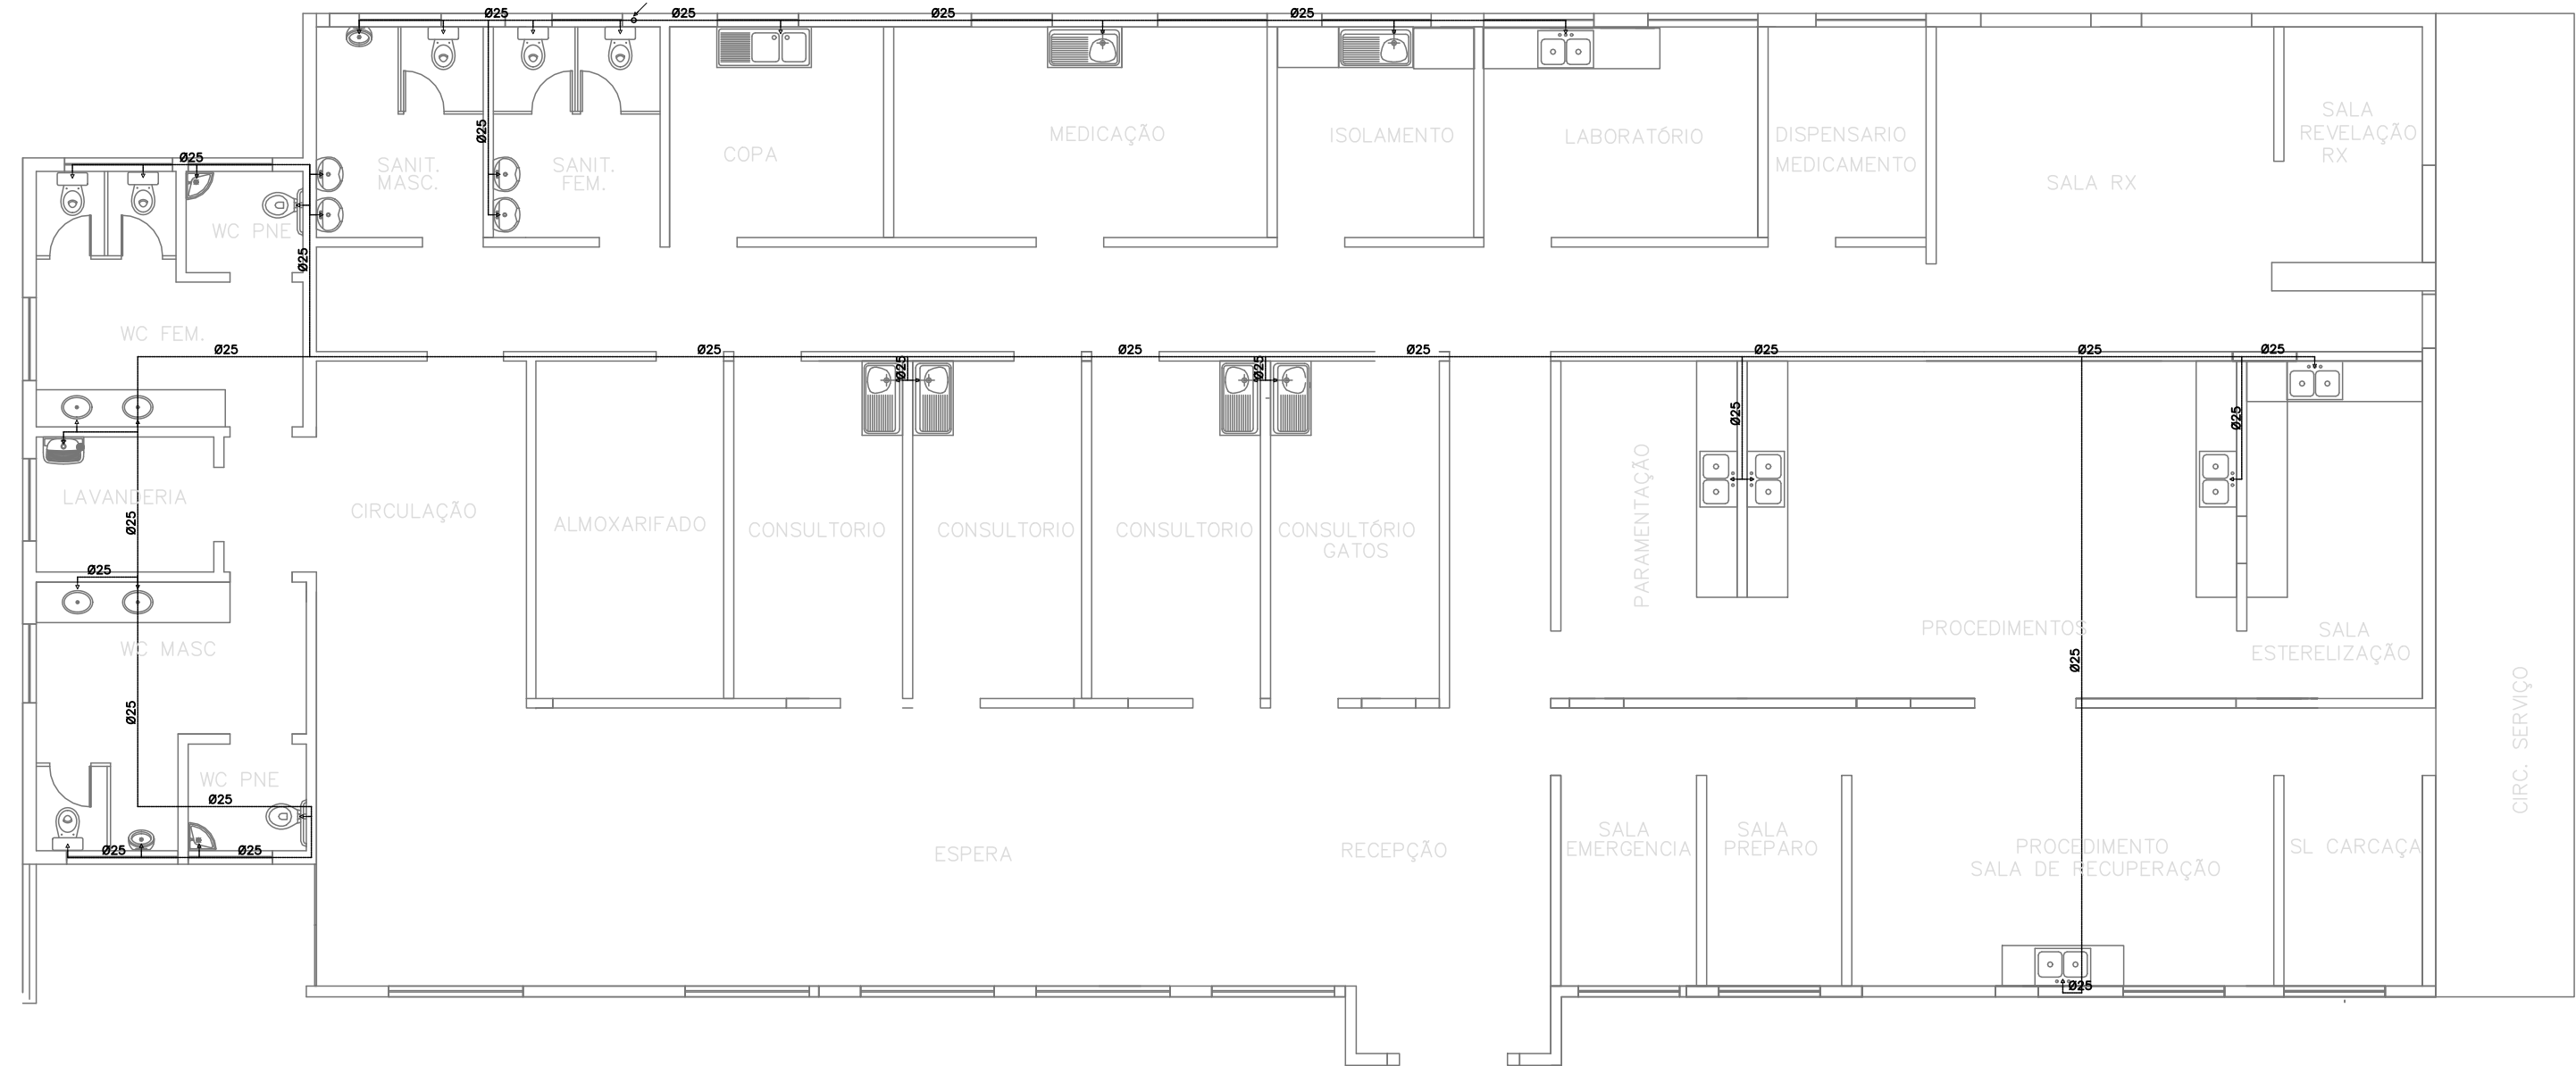 Ø25 Ø25 Ø25 Ø25
SALA
REVELAÇÃO
RX
Ø25
MEDICAÇÃO
ISOLAMENTO
LABORATÓRIO
DISPENSARIO
MEDICAMENTO
COPA
Ø25
SANIT.
MASC.
SANIT.
FEM.
SALA RX
WC PNE
Ø25
WC FEM.
Ø25 Ø25 Ø25 Ø25 Ø25 Ø25 Ø25
Ø25
Ø25
Ø25
Ø25
LAVANDERIA
CIRCULAÇÃO
ALMOXARIFADO
CONSULTORIO
CONSULTORIO
CONSULTORIO
CONSULTÓRIO
GATOS
PARAMENTAÇÃO
Ø25
Ø25
PROCEDIMENTOS
SALA
ESTERELIZAÇÃO
WC MASC
Ø25
Ø25
CIRC. SERVIÇO
WC PNE
Ø25
Ø25 Ø25
ESPERA
RECEPÇÃO
SALA
EMERGENCIA
SALA
PREPARO
PROCEDIMENTO
SALA DE RECUPERAÇÃO
SL CARCAÇA
Ø25